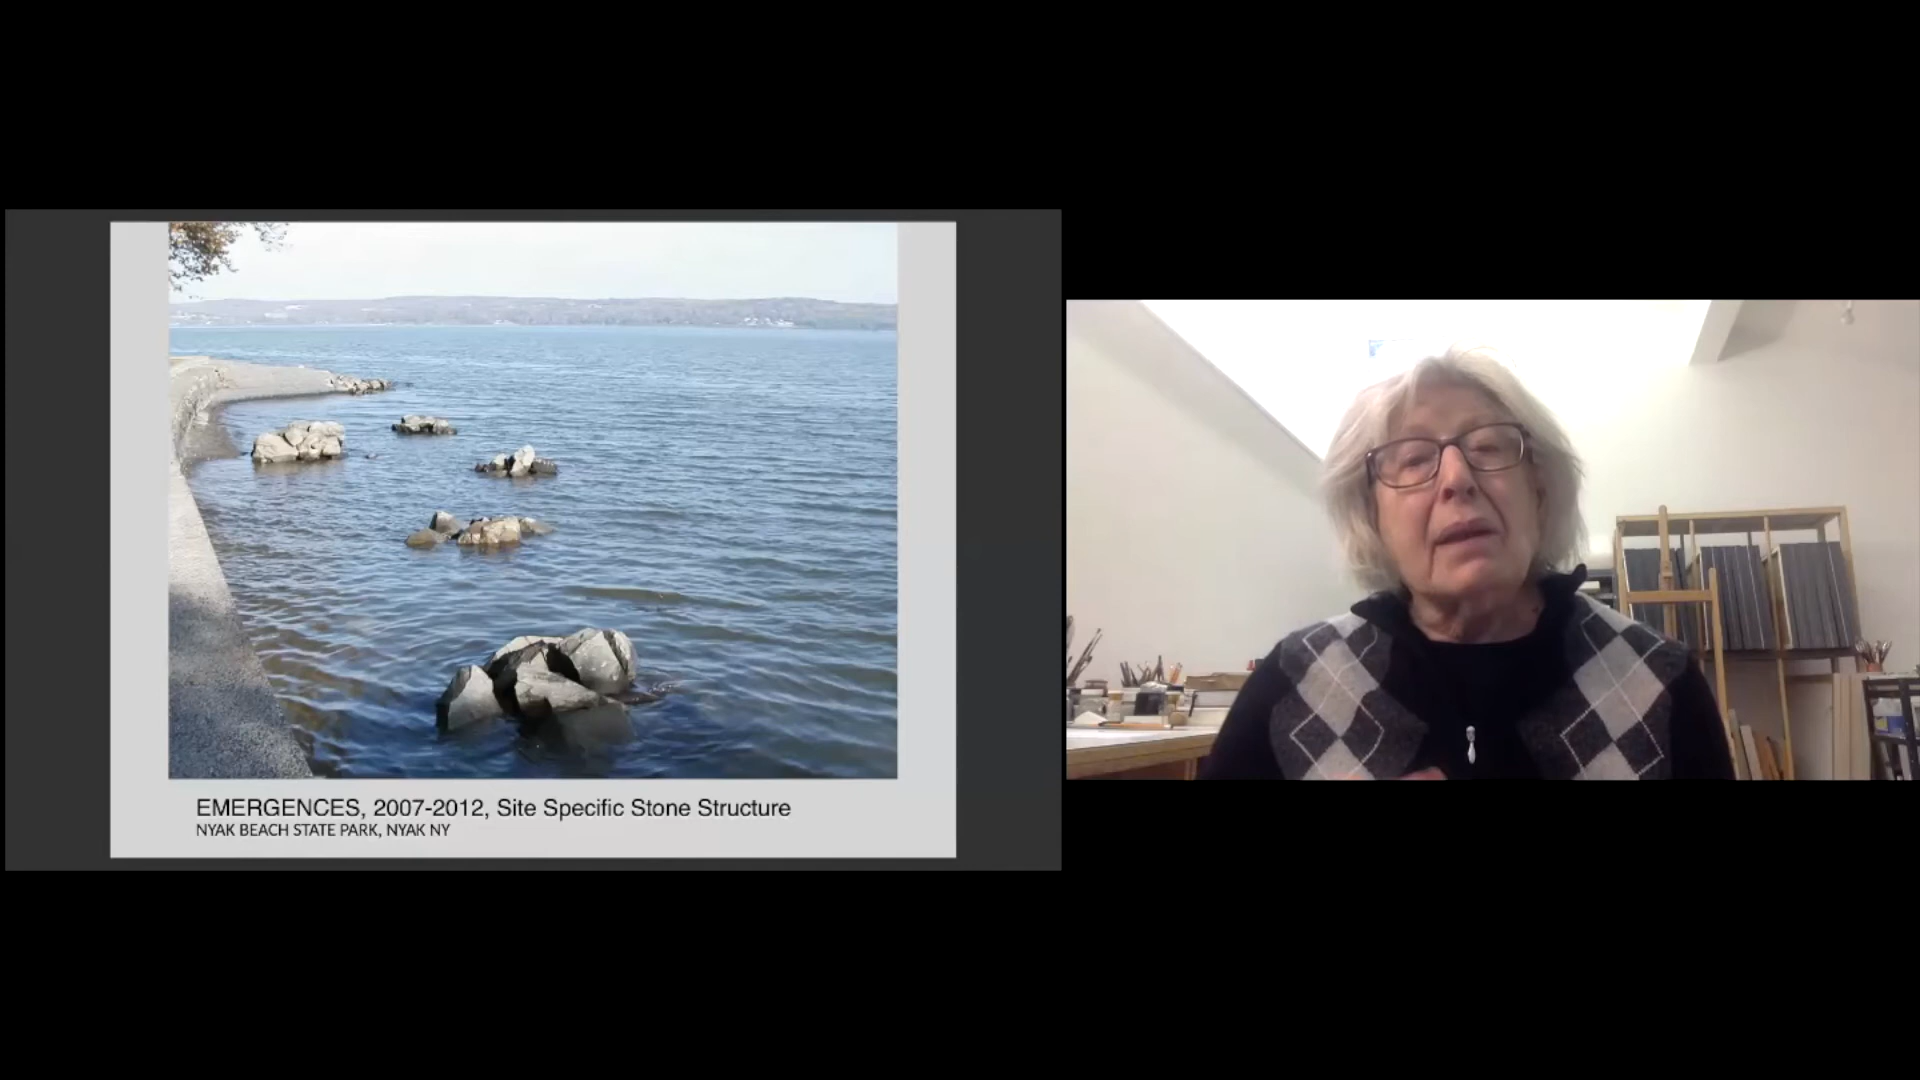 EMERGENCES, 2007-2012, Site Specific Stone Structure
NYAK BEACH STATE PARK, NYAK NY